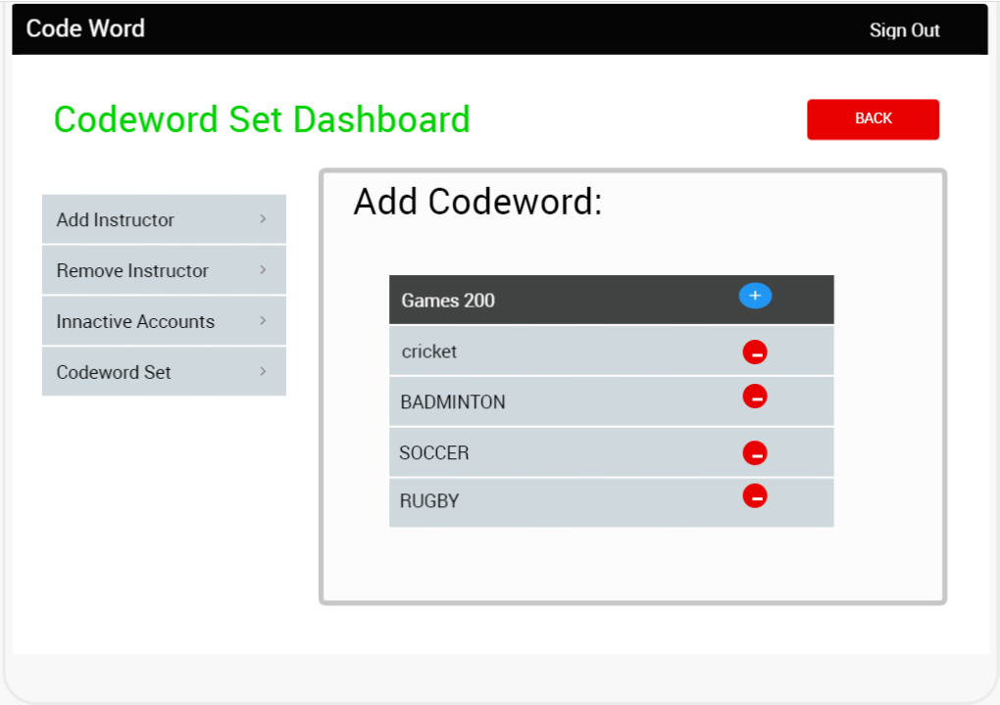 Code Word
Sign Out
Codeword Set Dashboard
BACK
Add Instructor
Remove Instructor
Innactive Accounts
Codeword Set
Add Codeword:
Games 200
cricket
BADMINTON
SOCCER
RUGBY